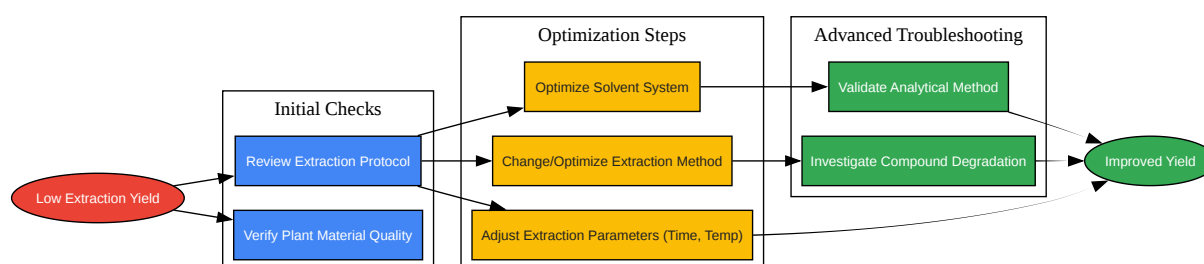 Low Extraction Yield
Initial Checks
Review Extraction Protocol
Verify Plant Material Quality
Optimization Steps
Optimize Solvent System
Change/Optimize Extraction Method
Adjust Extraction Parameters (Time, Temp)
Advanced Troubleshooting
Validate Analytical Method
Investigate Compound Degradation
Improved Yield